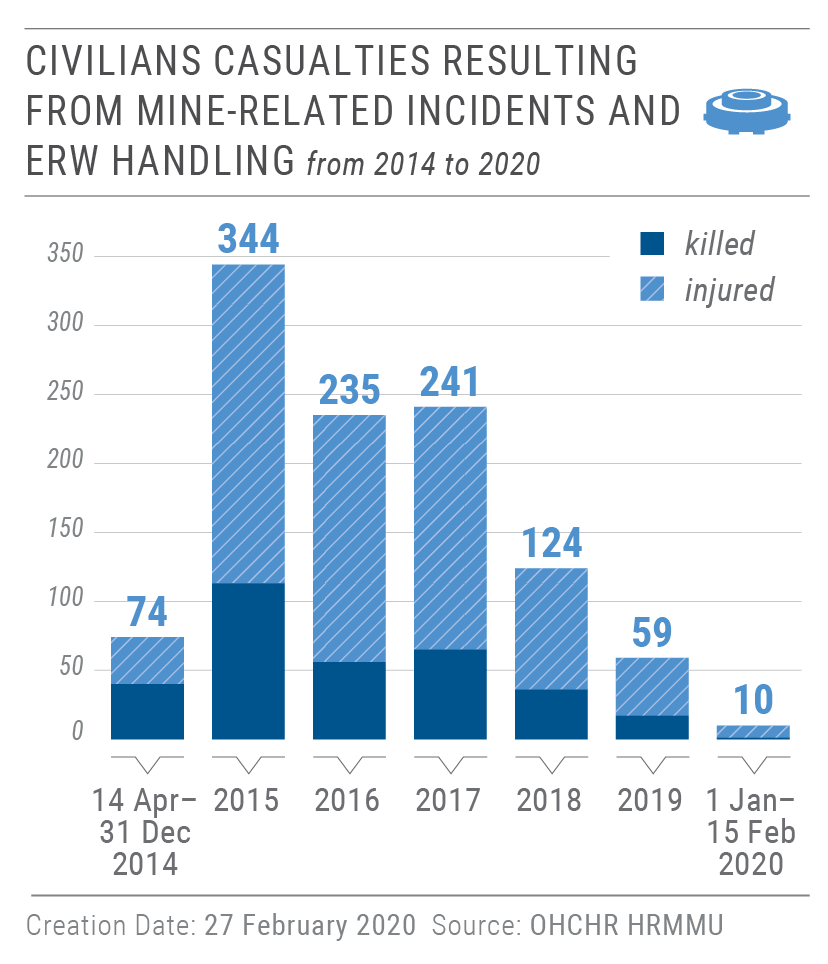 CIVILIANS CASUALTIES RESULTING
FROM MINE-RELATED INCIDENTS AND
ERW HANDLING from 2014 to 2020
killed
injured
350
300
250
200
150
100
50
0
74
344
235
241
124
59
10
14 Apr–
31 Dec
2014
2015
2016
2017
2018
2019
1 Jan–
15 Feb
2020
Creation Date: 27 February 2020 Source: OHCHR HRMMU